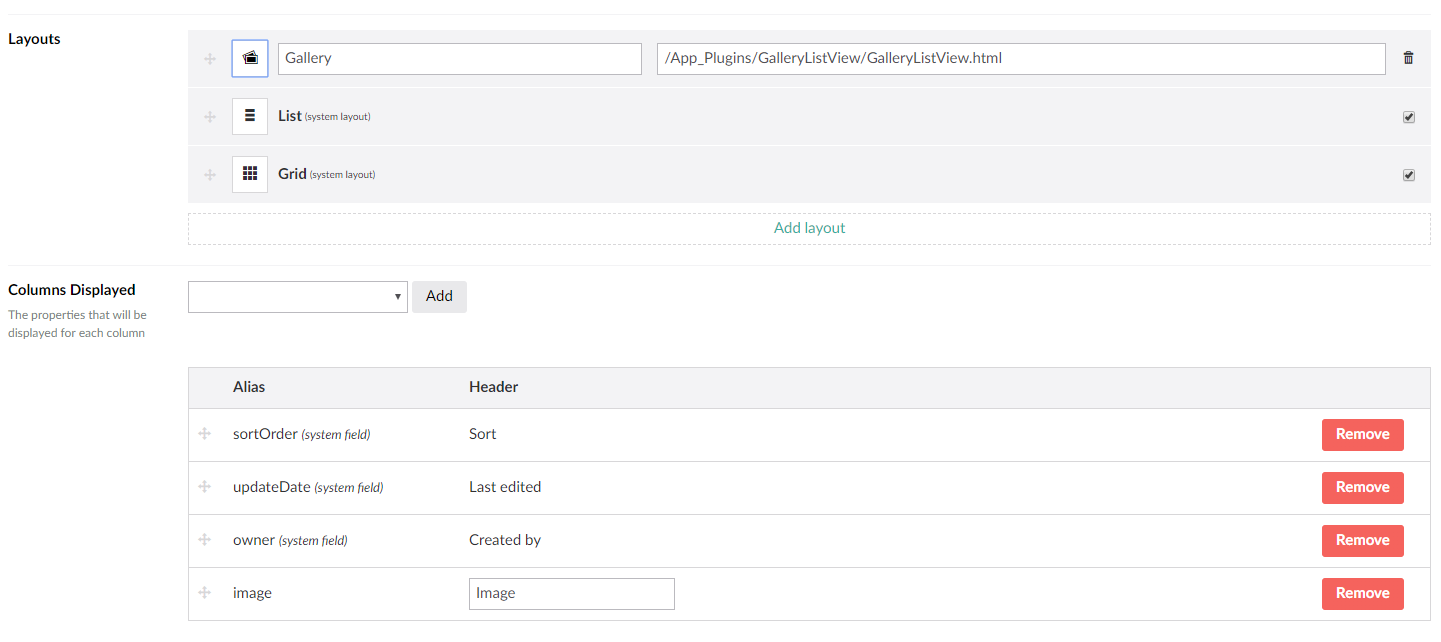 Layouts
Gallery /App_Plugins/GalleryListView/GalleryListView.html
List (system layout)
Grid (system layout)
Add layout
Columns Displayed
The properties that will be
displayed for each column
Add
Alias Header
sortOrder (system field) Sort Remove
updateDate (system field) Last edited Remove
owner (system field) Created by Remove
image Image Remove